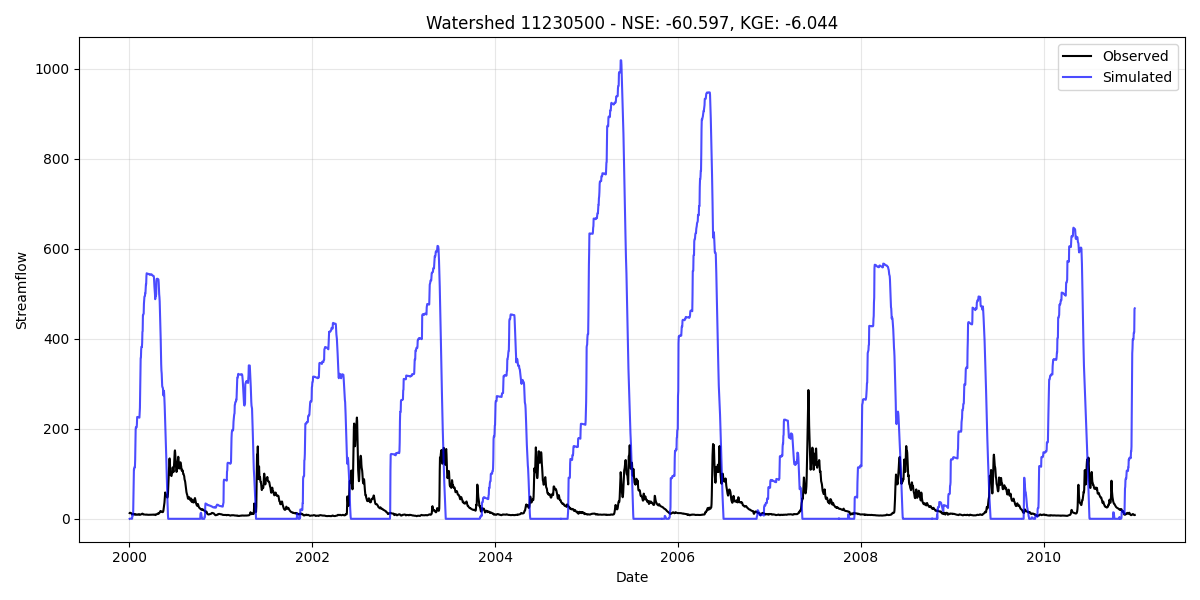 Watershed 11230500 - NSE: -60.597, KGE: -6.044
Observed
Simulated
Streamflow
1000
800
600
400
200
0
2000 2002 2004 2006 2008 2010
Date